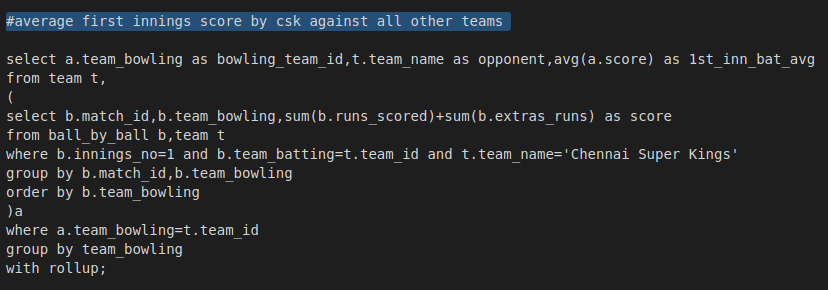 #average first innings score by csk against all other teams
select a.team_bowling as bowling_team_id,t.team_name as opponent,avg(a.score) as 1st_inn_bat_avg
from team t,
(
select b.match_id,b.team_bowling,sum(b.runs_scored)+sum(b.extras_runs) as score
from ball_by_ball b,team t
where b.innings_no=1 and b.team_batting=t.team_id and t.team_name='Chennai Super Kings'
group by b.match_id,b.team_bowling
order by b.team_bowling
)a
where a.team_bowling=t.team_id
group by team_bowling
with rollup;